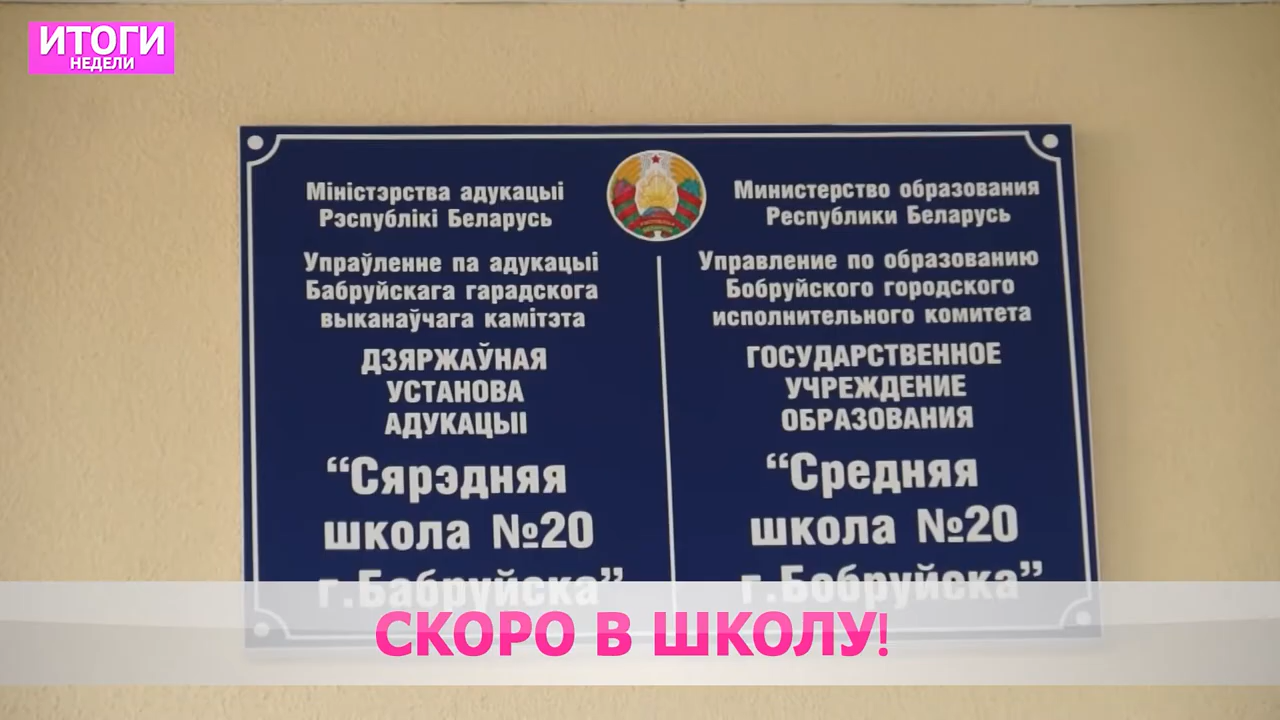 ИТОГИ
НЕДЕЛИ
Міністэрства адукацыі
Рэспублікі Беларусь
Упраўленне па адукацыі
Бабруйскага гарадскога
выканаўчага камітэта
ДЗЯРЖАЎНАЯ
УСТАНОВА
АДУКАЦЫІ
“Сярэдняя
школа №20
г.Бабруйска”
Министерство образования
Республики Беларусь
Управление по образованию
Бобруйского городского
исполнительного комитета
ГОСУДАРСТВЕННОЕ
УЧРЕЖДЕНИЕ
ОБРАЗОВАНИЯ
“Средняя
школа №20
г.Бобруйска”
СКОРО В ШКОЛУ!